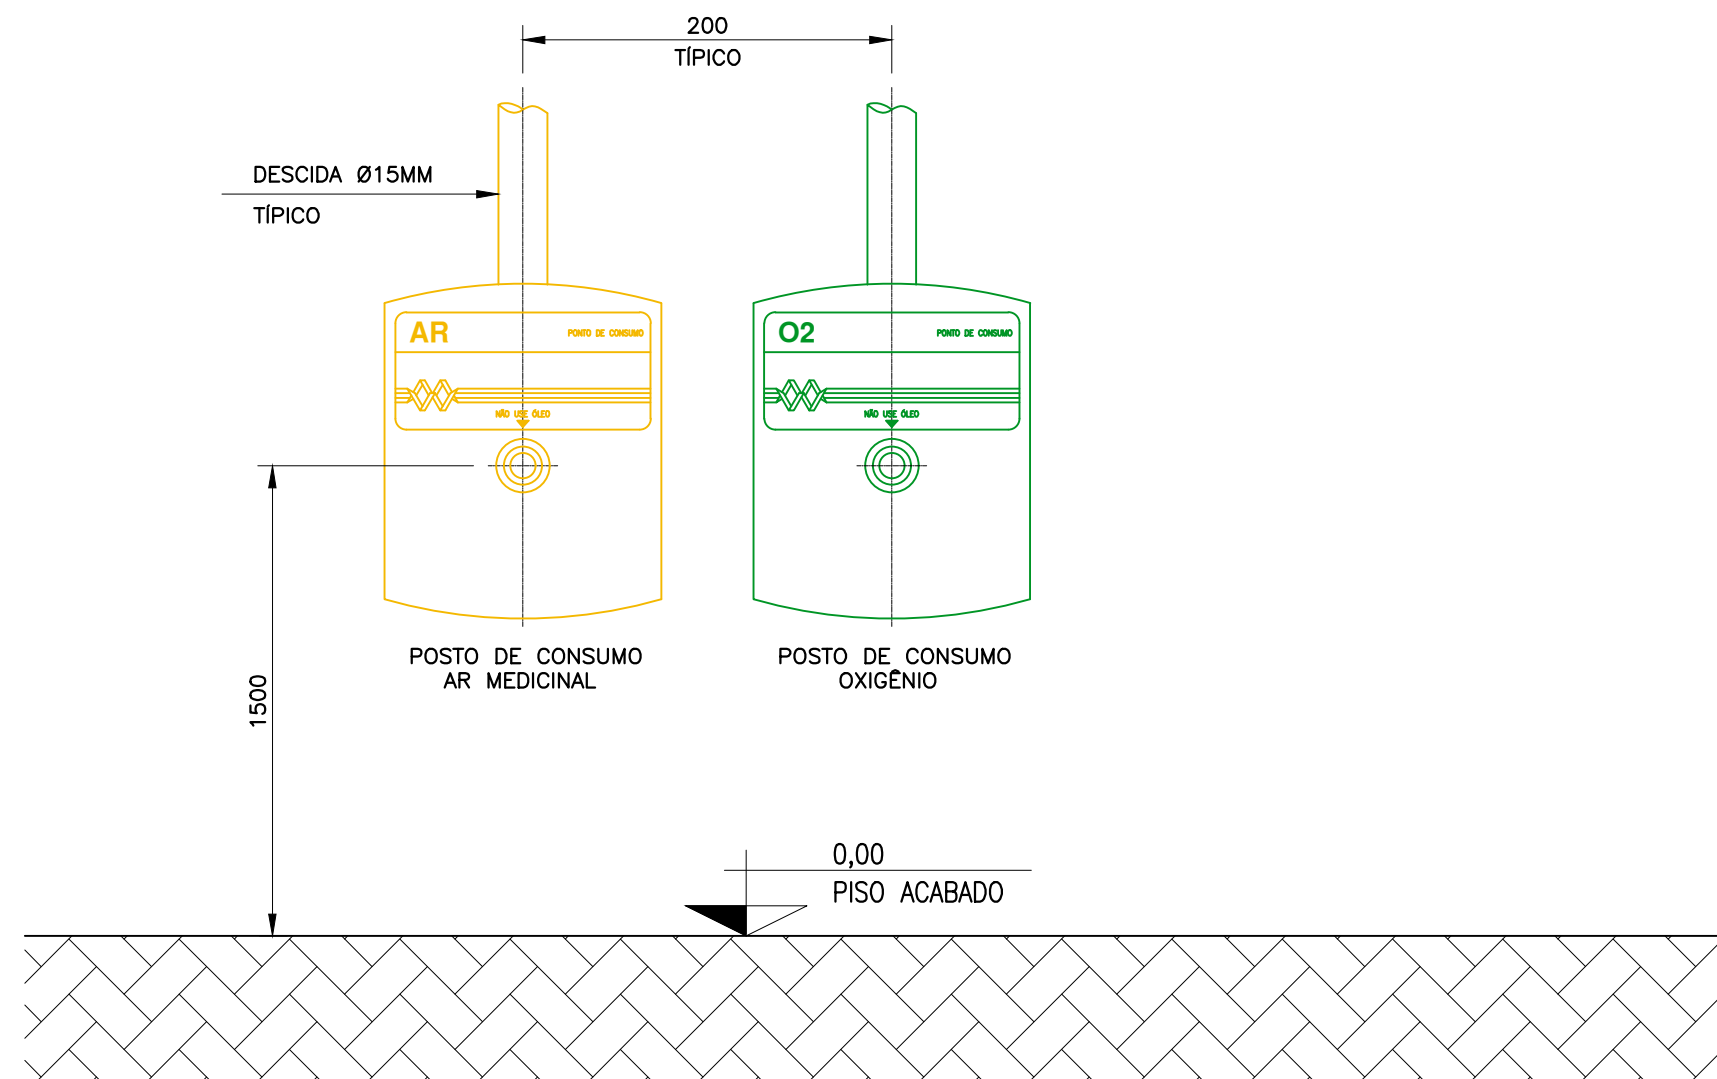 200
TÍPICO
DESCIDA Ø15MM
TÍPICO
AR
PONTO DE CONSUMO
NÃO USE ÓLEO
O2
PONTO DE CONSUMO
NÃO USE ÓLEO
POSTO DE CONSUMO
AR MEDICINAL
POSTO DE CONSUMO
OXIGÊNIO
1500
0,00
PISO ACABADO